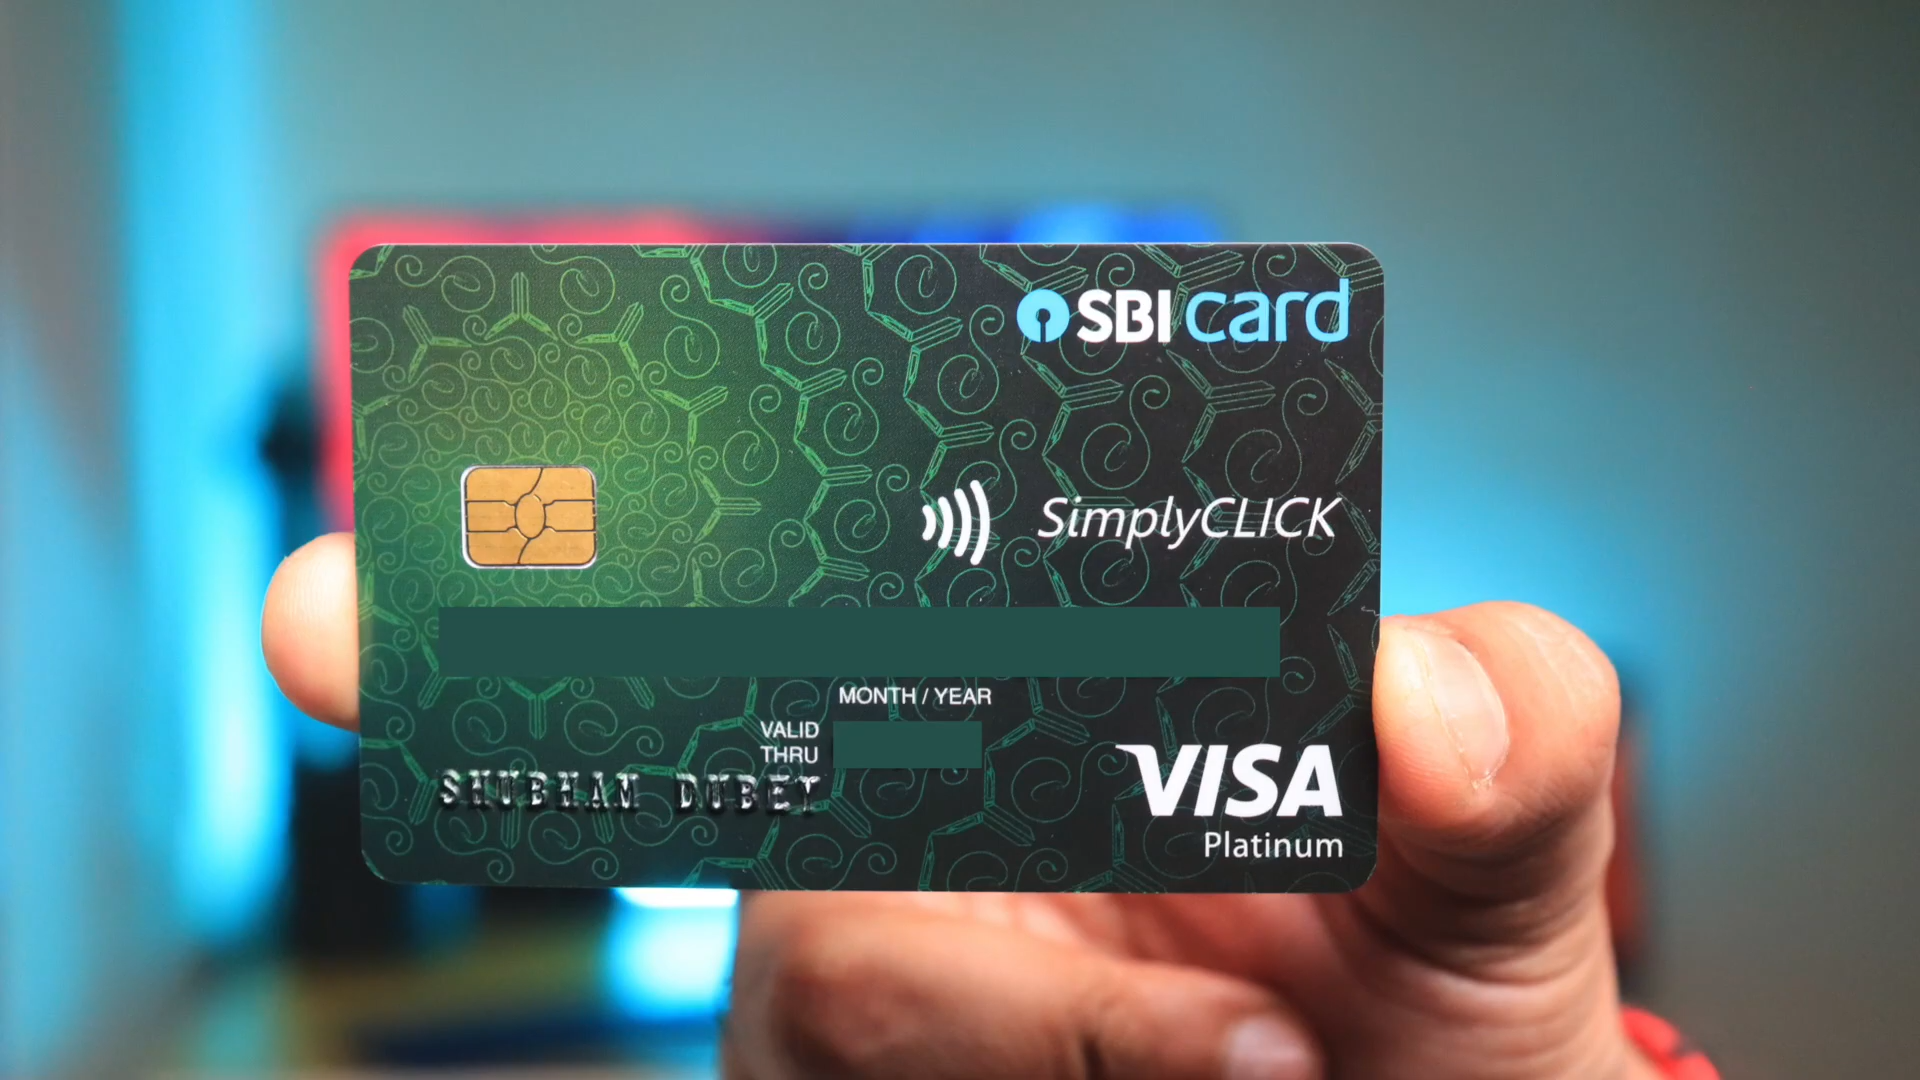 SBI card
SimplyCLICK
MONTH / YEAR
VALID
THRU
SHUBHAM DUBEY
VISA
Platinum